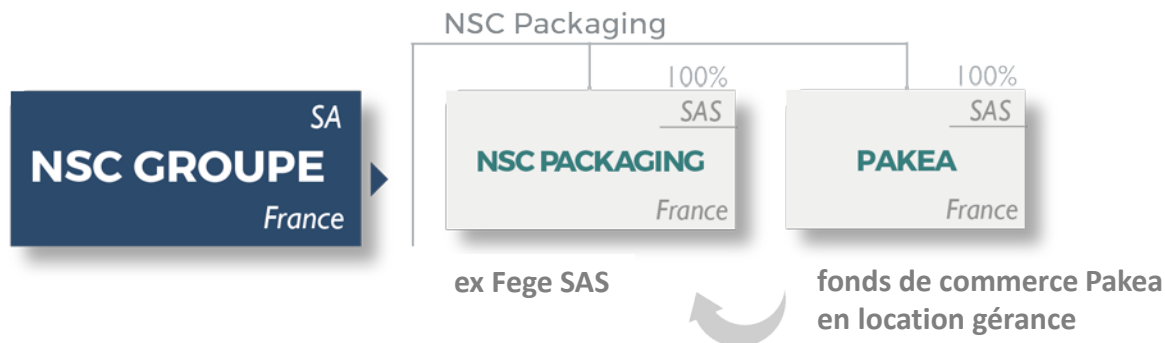 NSC Packaging
SA
NSC GROUPE
France
100%
SAS
NSC PACKAGING
France
100%
SAS
PAKEA
France
ex Fege SAS
fonds de commerce Pakea
en location gérance